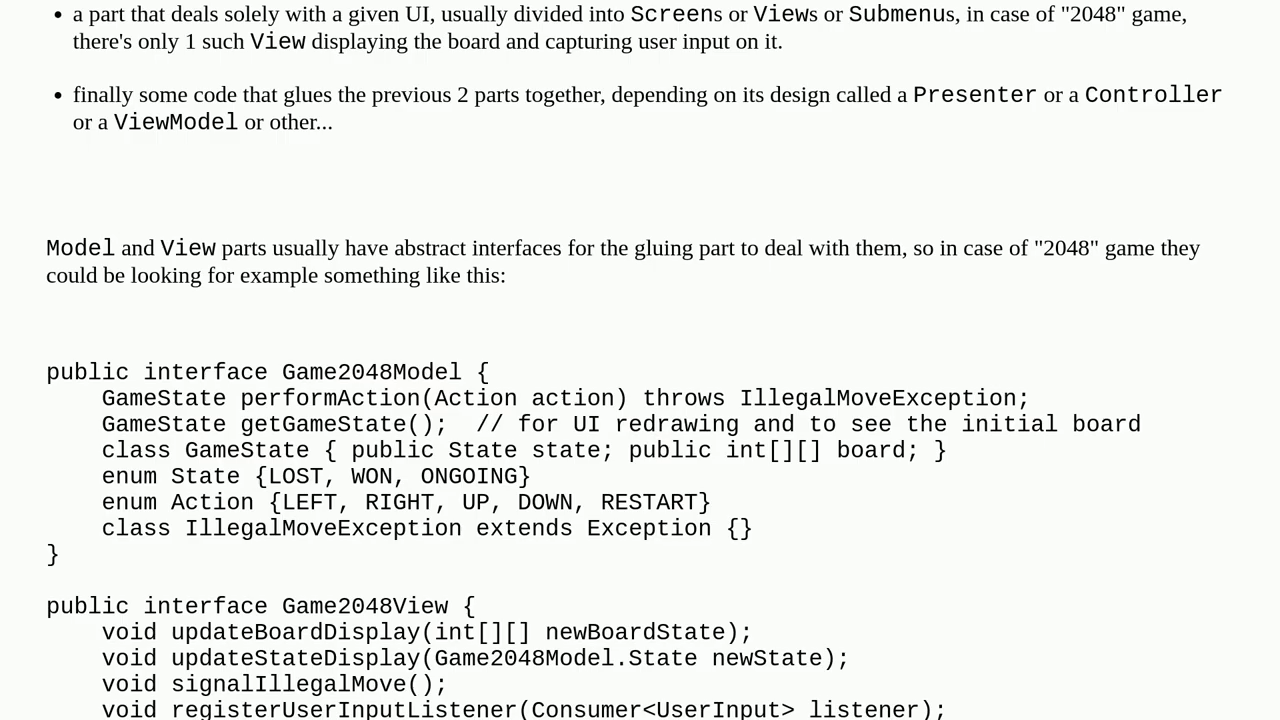 • a part that deals solely with a given UI, usually divided into Screens or Views or Submenus, in case of "2048" game,
there's only 1 such View displaying the board and capturing user input on it.
• finally some code that glues the previous 2 parts together, depending on its design called a Presenter or a Controller
or a ViewModel or other...
Model and View parts usually have abstract interfaces for the gluing part to deal with them, so in case of "2048" game they
could be looking for example something like this:
public interface Game2048Model {
    GameState performAction(Action action) throws IllegalMoveException;
    GameState getGameState();  // for UI redrawing and to see the initial board
    class GameState { public State state; public int[][] board; }
    enum State {LOST, WON, ONGOING}
    enum Action {LEFT, RIGHT, UP, DOWN, RESTART}
    class IllegalMoveException extends Exception {}
}
public interface Game2048View {
    void updateBoardDisplay(int[][] newBoardState);
    void updateStateDisplay(Game2048Model.State newState);
    void signalIllegalMove();
    void registerUserInputListener(Consumer<UserInput> listener);